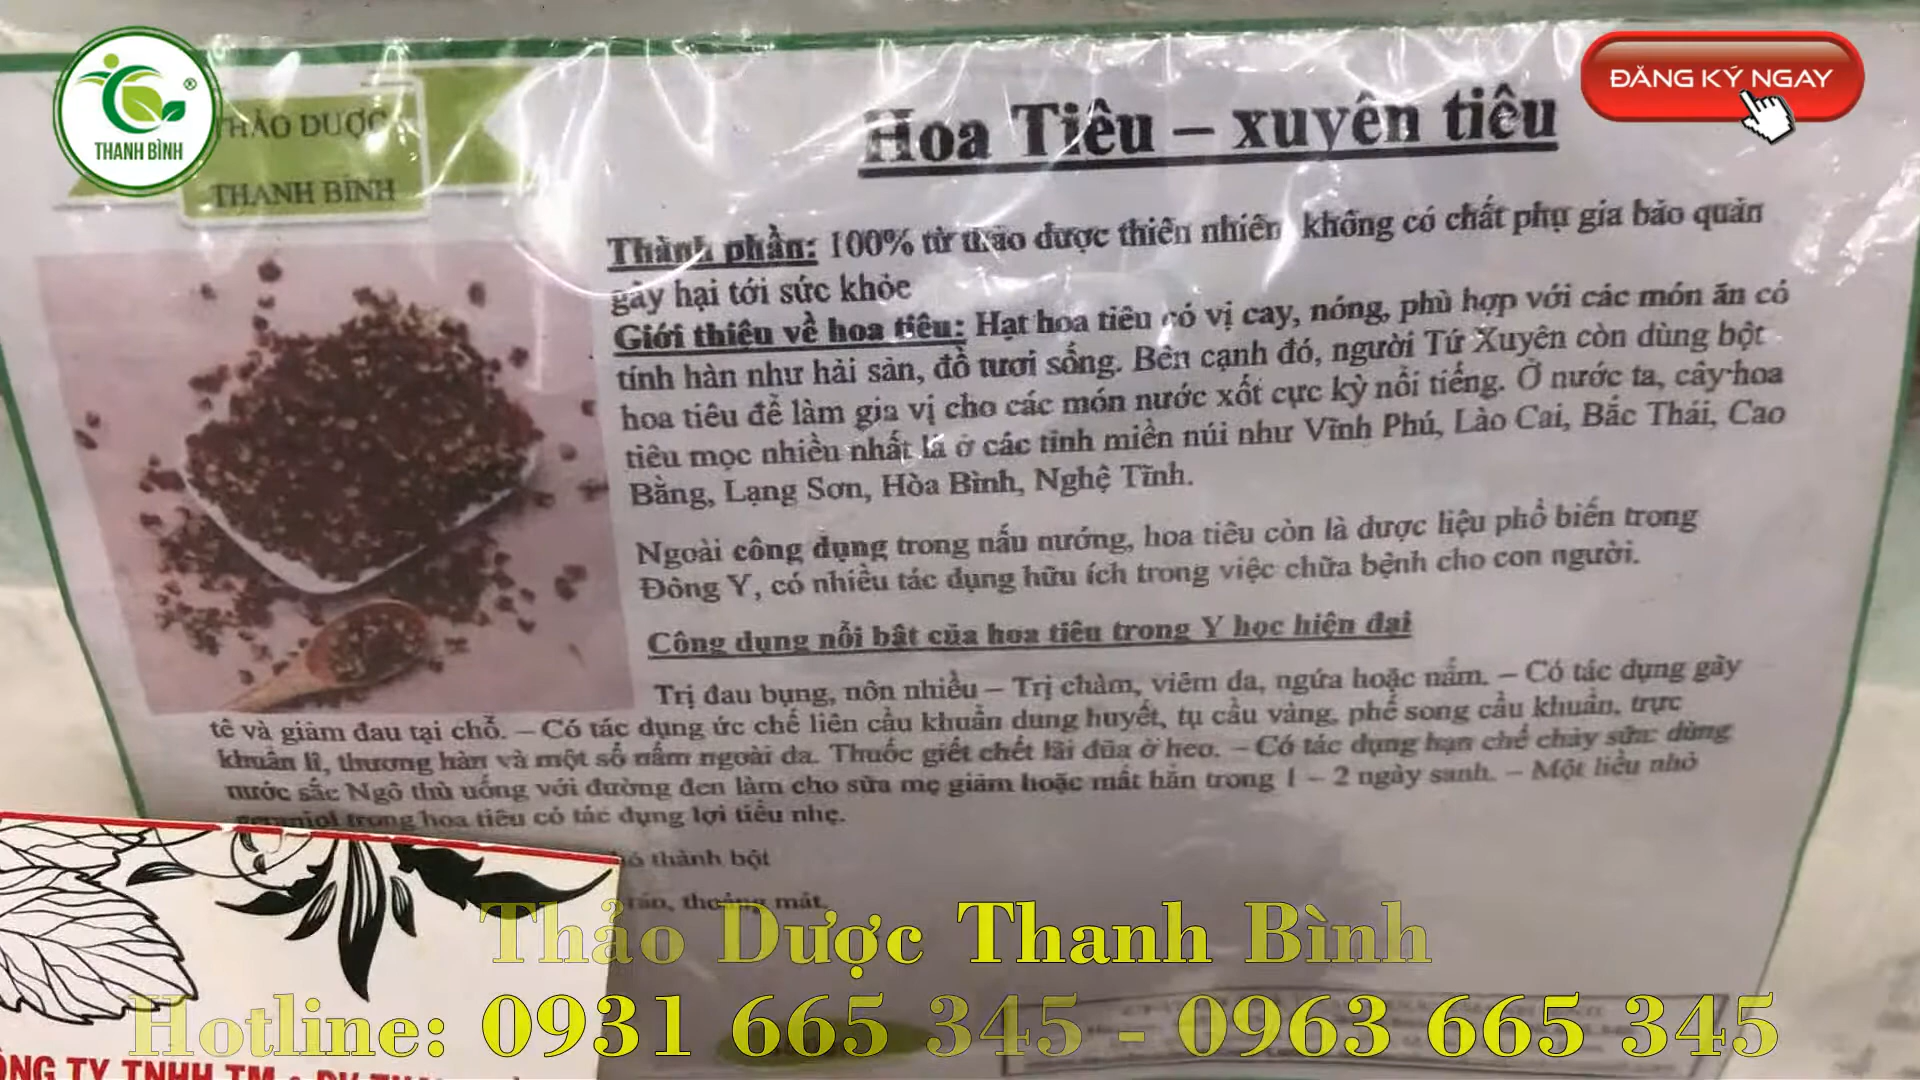 THANH BÌNH
THẢO DƯỢC
THANH BÌNH
ĐĂNG KÝ NGAY
Hoa Tiêu – xuyên tiêu
Thành phần: 100% từ thảo dược thiên nhiên không có chất phụ gia bảo quản
gây hại tới sức khỏe
Giới thiệu về hoa tiêu: Hạt hoa tiêu có vị cay, nóng, phù hợp với các món ăn có
tính hàn như hải sản, đồ tươi sống. Bên cạnh đó, người Tứ Xuyên còn dùng bột
hoa tiêu để làm gia vị cho các món nước xốt cực kỳ nổi tiếng. Ở nước ta, cây hoa
tiêu mọc nhiều nhất là ở các tỉnh miền núi như Vĩnh Phú, Lào Cai, Bắc Thái, Cao
Bằng, Lạng Sơn, Hòa Bình, Nghệ Tĩnh.
Ngoài công dụng trong nấu nướng, hoa tiêu còn là dược liệu phổ biến trong
Đông Y, có nhiều tác dụng hữu ích trong việc chữa bệnh cho con người.
Công dụng nổi bật của hoa tiêu trong Y học hiện đại
Trị đau bụng, nôn nhiều – Trị chàm, viêm da, ngứa hoặc nấm. – Có tác dụng gây
tê và giảm đau tại chỗ. – Có tác dụng ức chế liên cầu khuẩn dung huyết, tụ cầu vàng, phế song cầu khuẩn, trực
khuẩn lị, thương hàn và một số nấm ngoài da. Thuốc giết chết lãi đũa ở heo. – Có tác dụng hạn chế chảy sữa: dùng
nước sắc Ngô thù uống với đường đen làm cho sữa mẹ giảm hoặc mất hẳn trong 1 – 2 ngày sanh. – Một liều nhỏ
geraniol trong hoa tiêu có tác dụng lợi tiểu nhẹ.
thành bột
ráo, thoáng mát.
Thảo Dược Thanh Bình
Hotline: 0931 665 345 - 0963 665 345
TY TNHH TM - DV